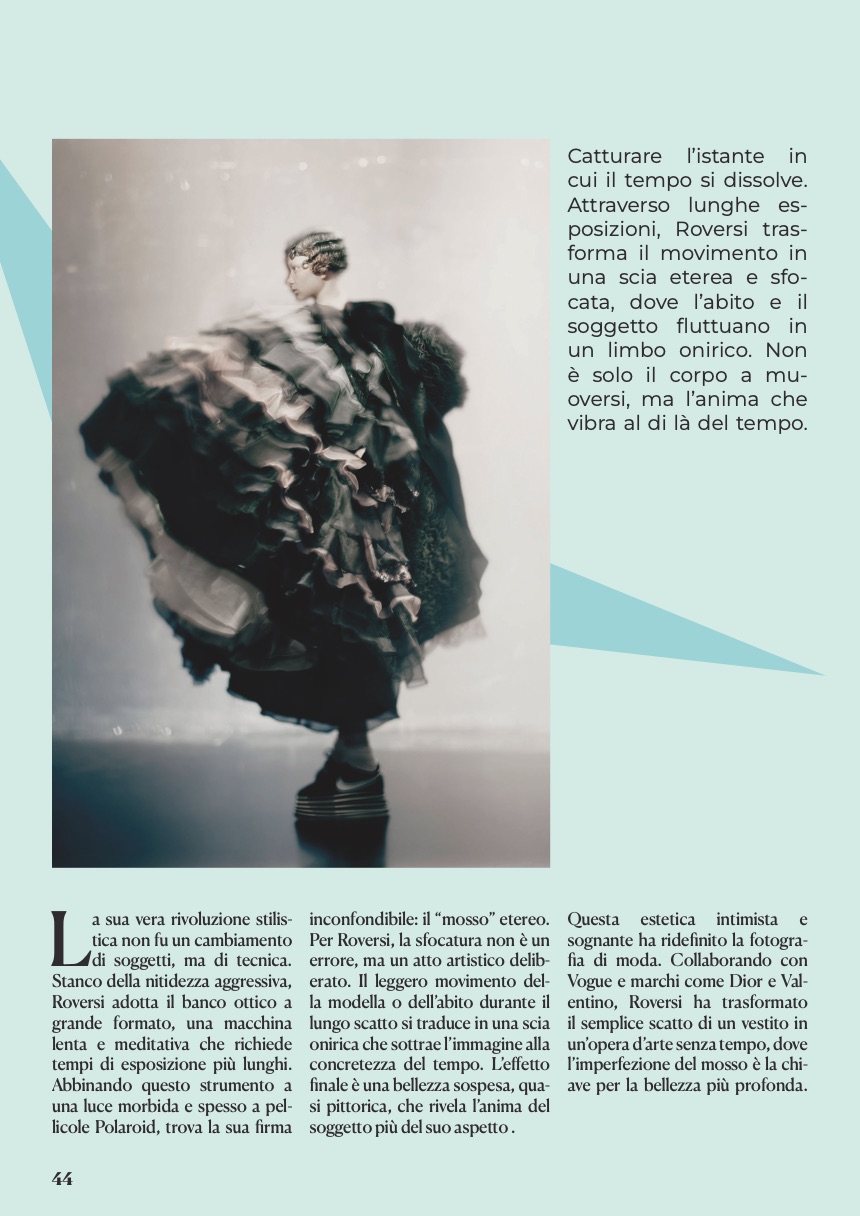 Catturare l’istante in
cui il tempo si dissolve.
Attraverso lunghe es-
posizioni, Roversi tras-
forma il movimento in
una scia eterea e sfo-
cata, dove l’abito e il
soggetto fluttuano in
un limbo onirico. Non
è solo il corpo a mu-
oversi, ma l’anima che
vibra al di là del tempo.
La sua vera rivoluzione stilis-
tica non fu un cambiamento
di soggetti, ma di tecnica.
Stanco della nitidezza aggressiva,
Roversi adotta il banco ottico a
grande formato, una macchina
lenta e meditativa che richiede
tempi di esposizione più lunghi.
Abbinando questo strumento a
una luce morbida e spesso a pel-
licole Polaroid, trova la sua firma
inconfondibile: il “mosso” etereo.
Per Roversi, la sfocatura non è un
errore, ma un atto artistico delib-
erato. Il leggero movimento del-
la modella o dell’abito durante il
lungo scatto si traduce in una scia
onirica che sottrae l’immagine alla
concretezza del tempo. L’effetto
finale è una bellezza sospesa, qua-
si pittorica, che rivela l’anima del
soggetto più del suo aspetto .
Questa estetica intimista e
sognante ha ridefinito la fotogra-
fia di moda. Collaborando con
Vogue e marchi come Dior e Val-
entino, Roversi ha trasformato
il semplice scatto di un vestito in
un’opera d’arte senza tempo, dove
l’imperfezione del mosso è la chi-
ave per la bellezza più profonda.
44